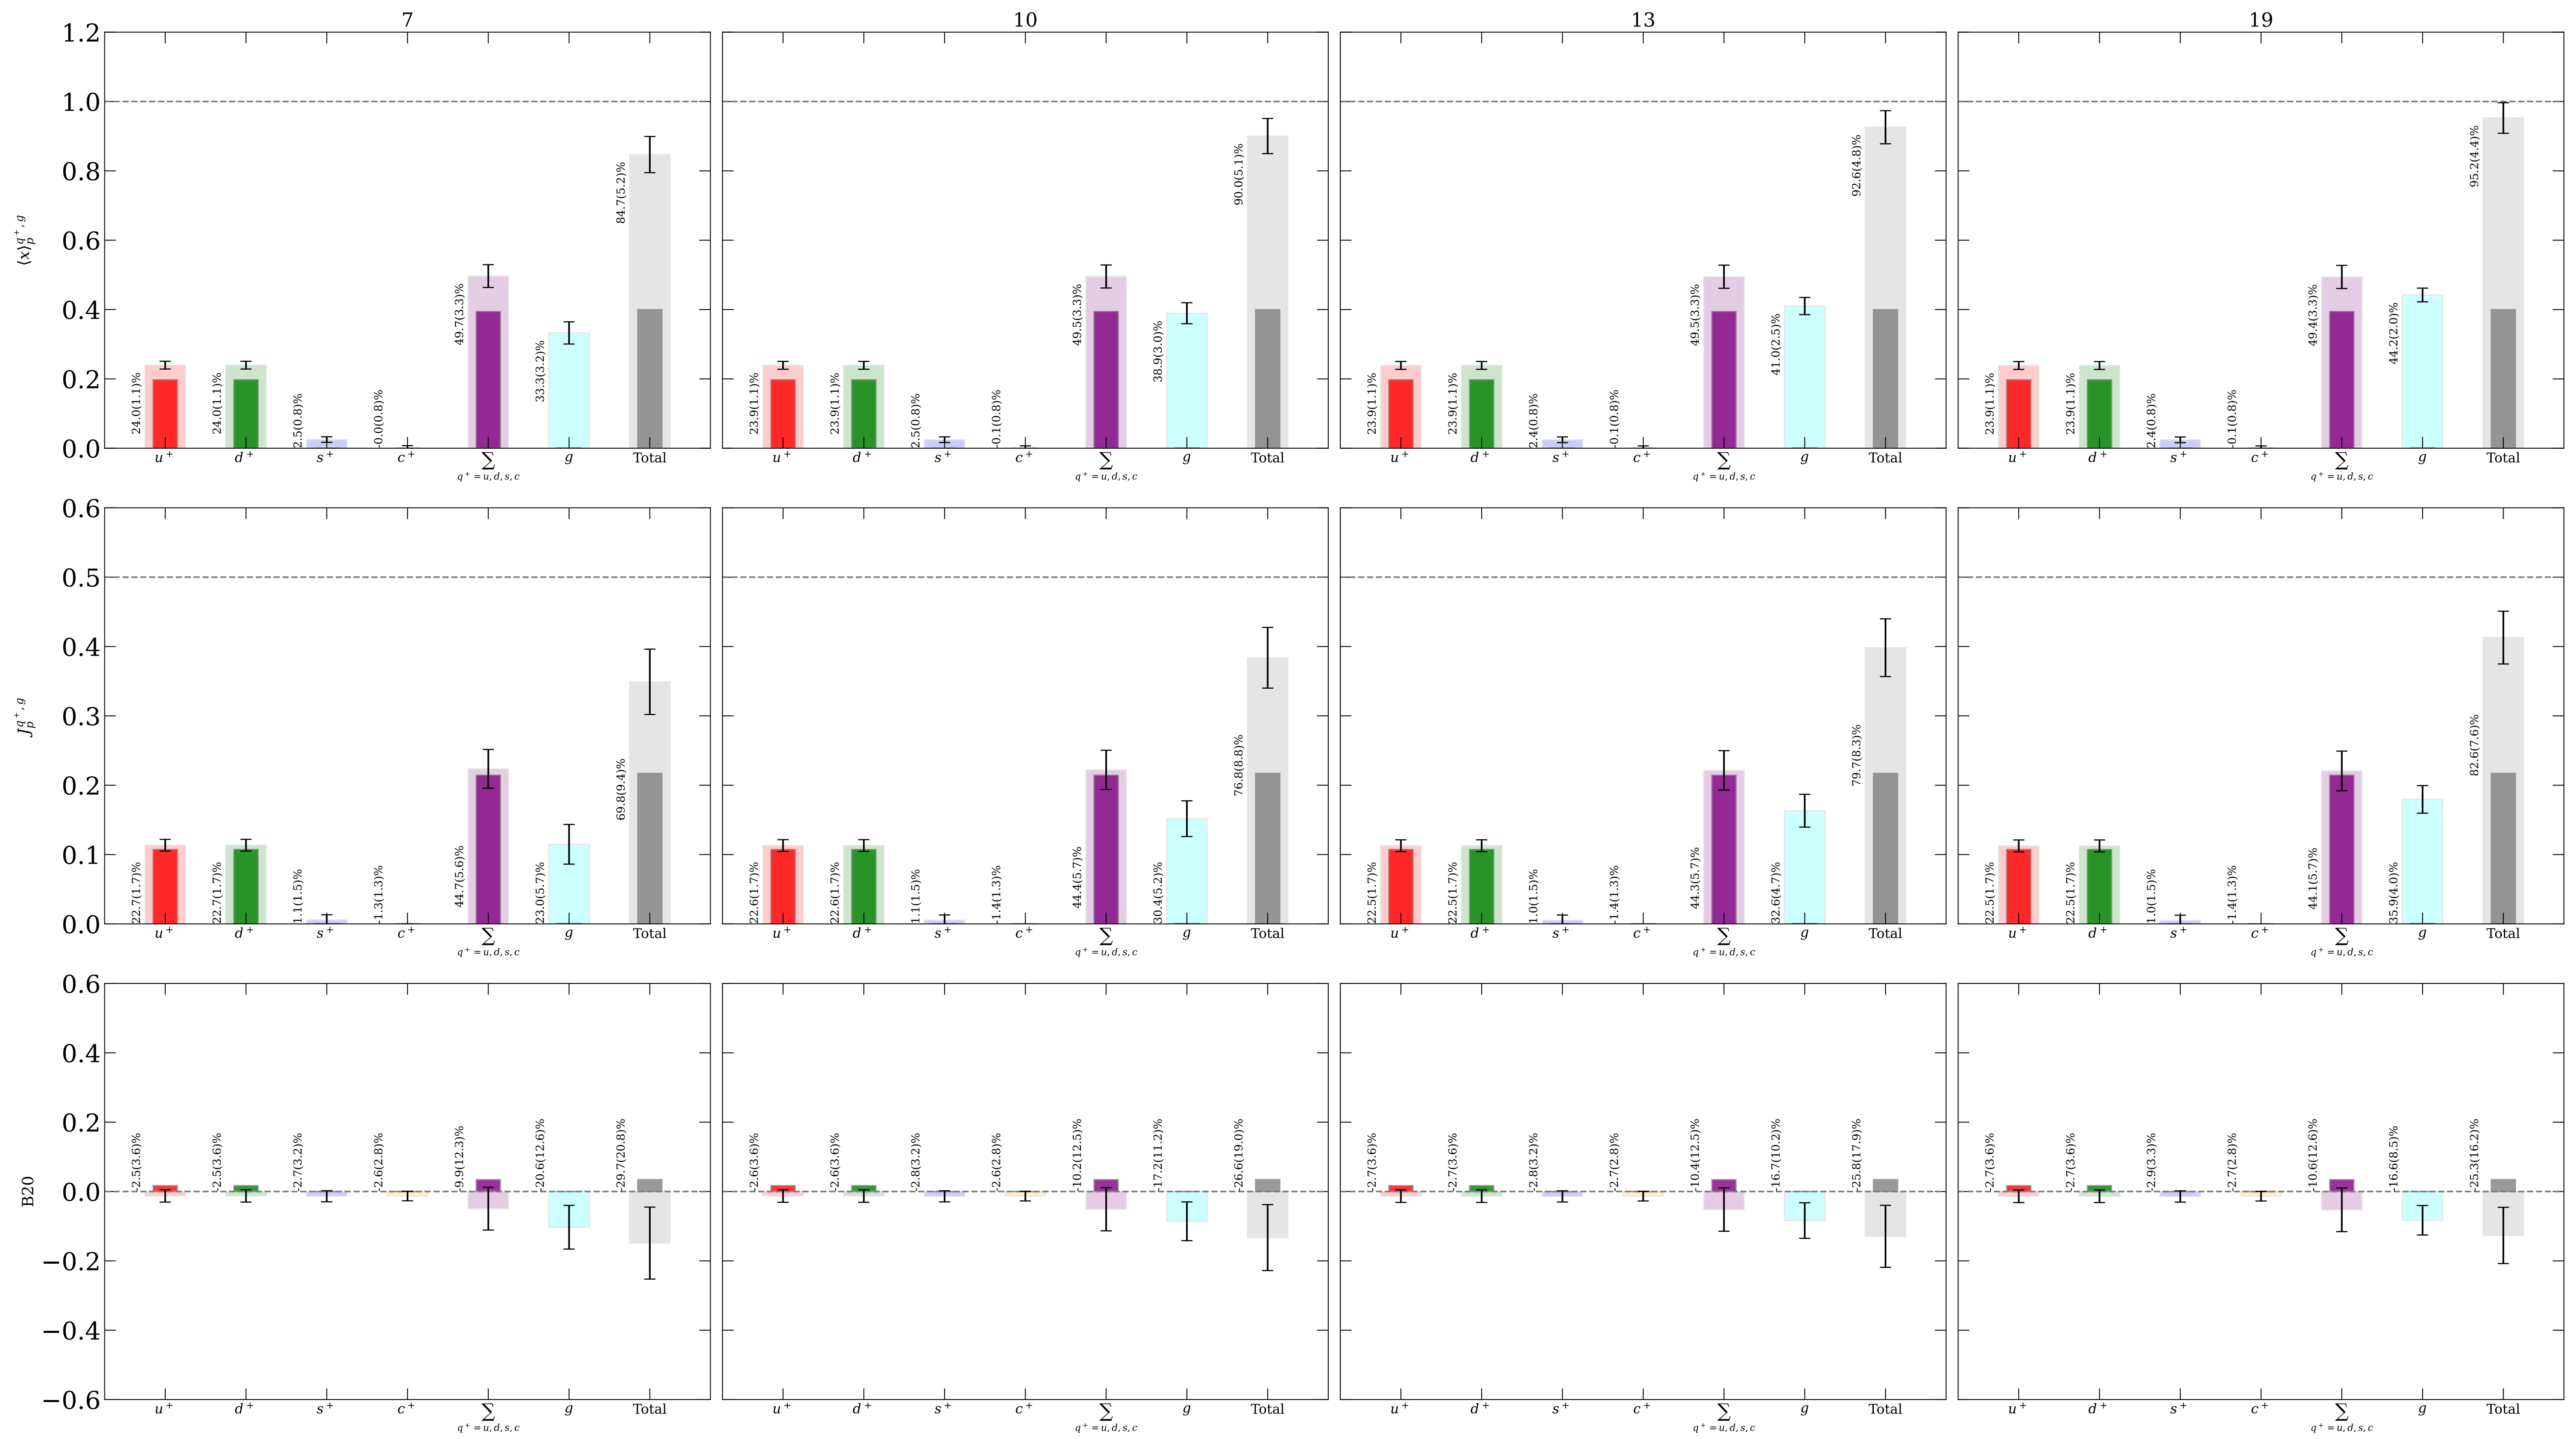 7 10 13 19
1.2
1.0
0.8
0.6
0.4
0.2
0.0
⟨x⟩_p^{q^+, g}
24.0(1.1)% 24.0(1.1)% 2.5(0.8)% -0.0(0.8)% 49.7(3.3)% 33.3(3.2)% 84.7(5.2)%
23.9(1.1)% 23.9(1.1)% 2.5(0.8)% -0.1(0.8)% 49.5(3.3)% 38.9(3.0)% 90.0(5.1)%
23.9(1.1)% 23.9(1.1)% 2.4(0.8)% -0.1(0.8)% 49.5(3.3)% 41.0(2.5)% 92.6(4.8)%
23.9(1.1)% 23.9(1.1)% 2.4(0.8)% -0.1(0.8)% 49.4(3.3)% 44.2(2.0)% 95.2(4.4)%
u^+ d^+ s^+ c^+ ∑ g Total
q^+ = u, d, s, c
u^+ d^+ s^+ c^+ ∑ g Total
q^+ = u, d, s, c
u^+ d^+ s^+ c^+ ∑ g Total
q^+ = u, d, s, c
u^+ d^+ s^+ c^+ ∑ g Total
q^+ = u, d, s, c
0.6
0.5
0.4
0.3
0.2
0.1
0.0
J_p^{q^+, g}
22.7(1.7)% 22.7(1.7)% 1.1(1.5)% -1.3(1.3)% 44.7(5.6)% 23.0(5.7)% 69.8(9.4)%
22.6(1.7)% 22.6(1.7)% 1.1(1.5)% -1.4(1.3)% 44.4(5.7)% 30.4(5.2)% 76.8(8.8)%
22.5(1.7)% 22.5(1.7)% 1.0(1.5)% -1.4(1.3)% 44.3(5.7)% 32.6(4.7)% 79.7(8.3)%
22.5(1.7)% 22.5(1.7)% 1.0(1.5)% -1.4(1.3)% 44.1(5.7)% 35.9(4.0)% 82.6(7.6)%
u^+ d^+ s^+ c^+ ∑ g Total
q^+ = u, d, s, c
u^+ d^+ s^+ c^+ ∑ g Total
q^+ = u, d, s, c
u^+ d^+ s^+ c^+ ∑ g Total
q^+ = u, d, s, c
u^+ d^+ s^+ c^+ ∑ g Total
q^+ = u, d, s, c
0.6
0.4
0.2
0.0
−0.2
−0.4
−0.6
B20
-2.5(3.6)% -2.5(3.6)% -2.7(3.2)% -2.6(2.8)% -9.9(12.3)% -20.6(12.6)% -29.7(20.8)%
-2.6(3.6)% -2.6(3.6)% -2.8(3.2)% -2.6(2.8)% -10.2(12.5)% -17.2(11.2)% -26.6(19.0)%
-2.7(3.6)% -2.7(3.6)% -2.8(3.2)% -2.7(2.8)% -10.4(12.5)% -16.7(10.2)% -25.8(17.9)%
-2.7(3.6)% -2.7(3.6)% -2.9(3.3)% -2.7(2.8)% -10.6(12.6)% -16.6(8.5)% -25.3(16.2)%
u^+ d^+ s^+ c^+ ∑ g Total
q^+ = u, d, s, c
u^+ d^+ s^+ c^+ ∑ g Total
q^+ = u, d, s, c
u^+ d^+ s^+ c^+ ∑ g Total
q^+ = u, d, s, c
u^+ d^+ s^+ c^+ ∑ g Total
q^+ = u, d, s, c